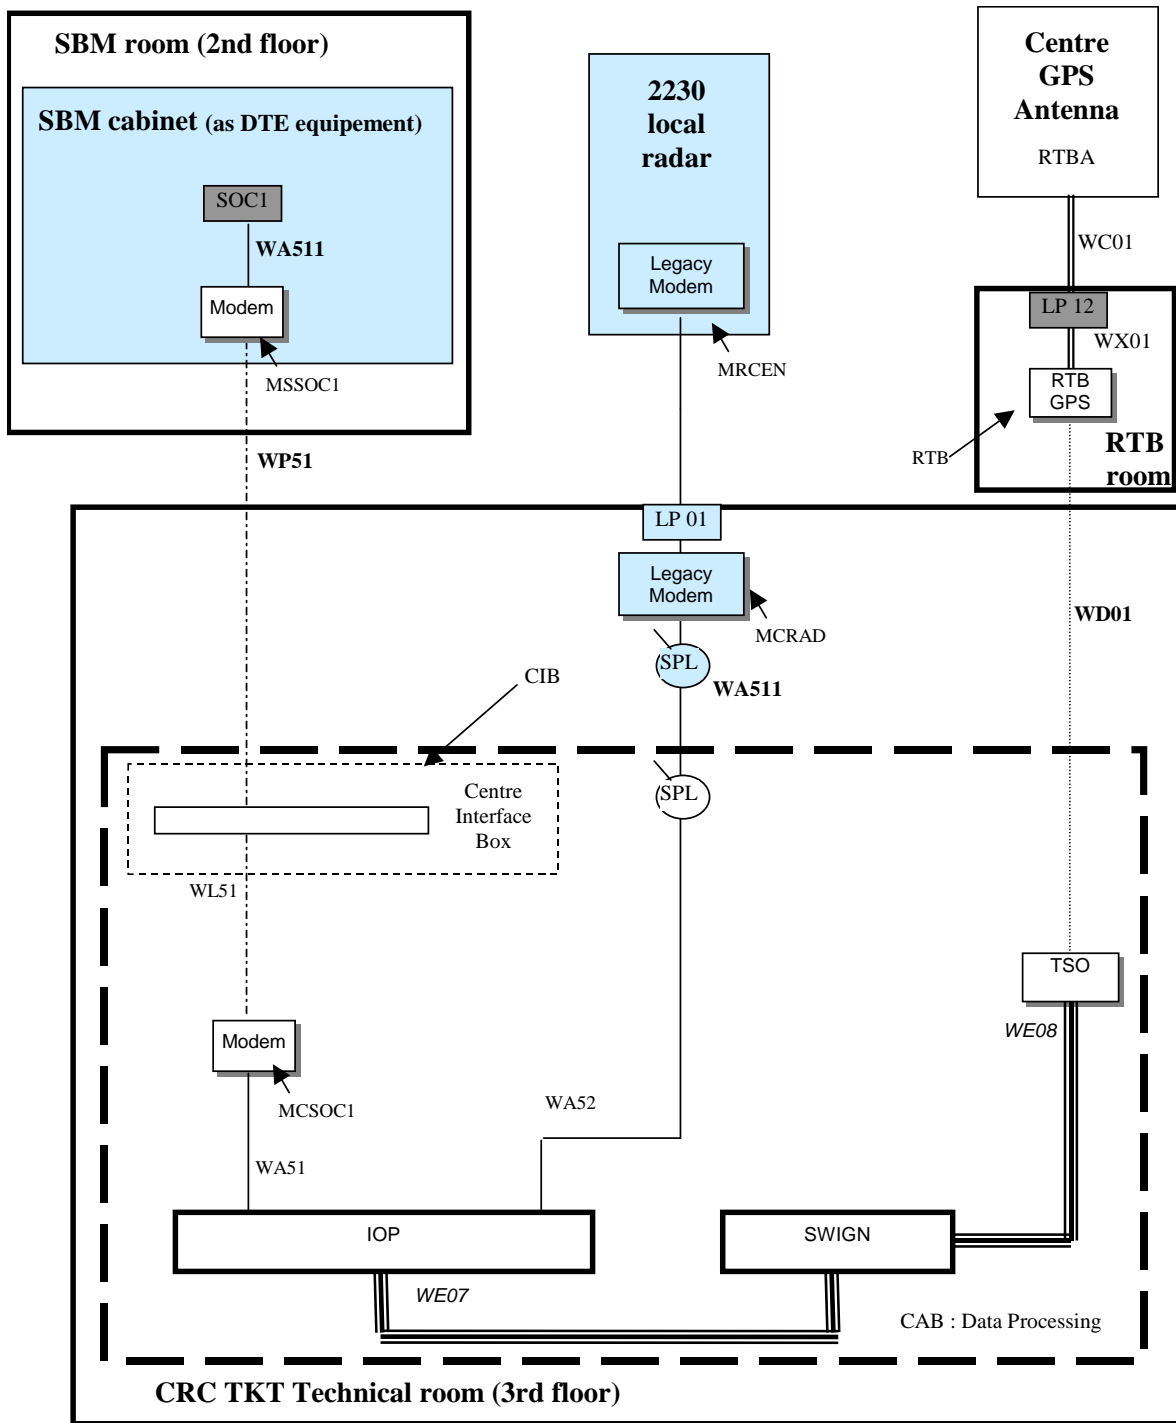 SBM room (2nd floor)
SBM cabinet (as DTE equipement)
SOC1
WA511
Modem
MSSOC1
WP51
2230
local
radar
Legacy
Modem
MRCEN
Centre
GPS
Antenna
RTBA
WC01
LP 12
WX01
RTB
GPS
RTB
RTB
room
LP 01
Legacy
Modem
MCRAD
SPL
WA511
WD01
CIB
Centre
Interface
Box
SPL
WL51
TSO
WE08
Modem
MCSOC1
WA52
WA51
IOP
SWIGN
WE07
CAB : Data Processing
CRC TKT Technical room (3rd floor)